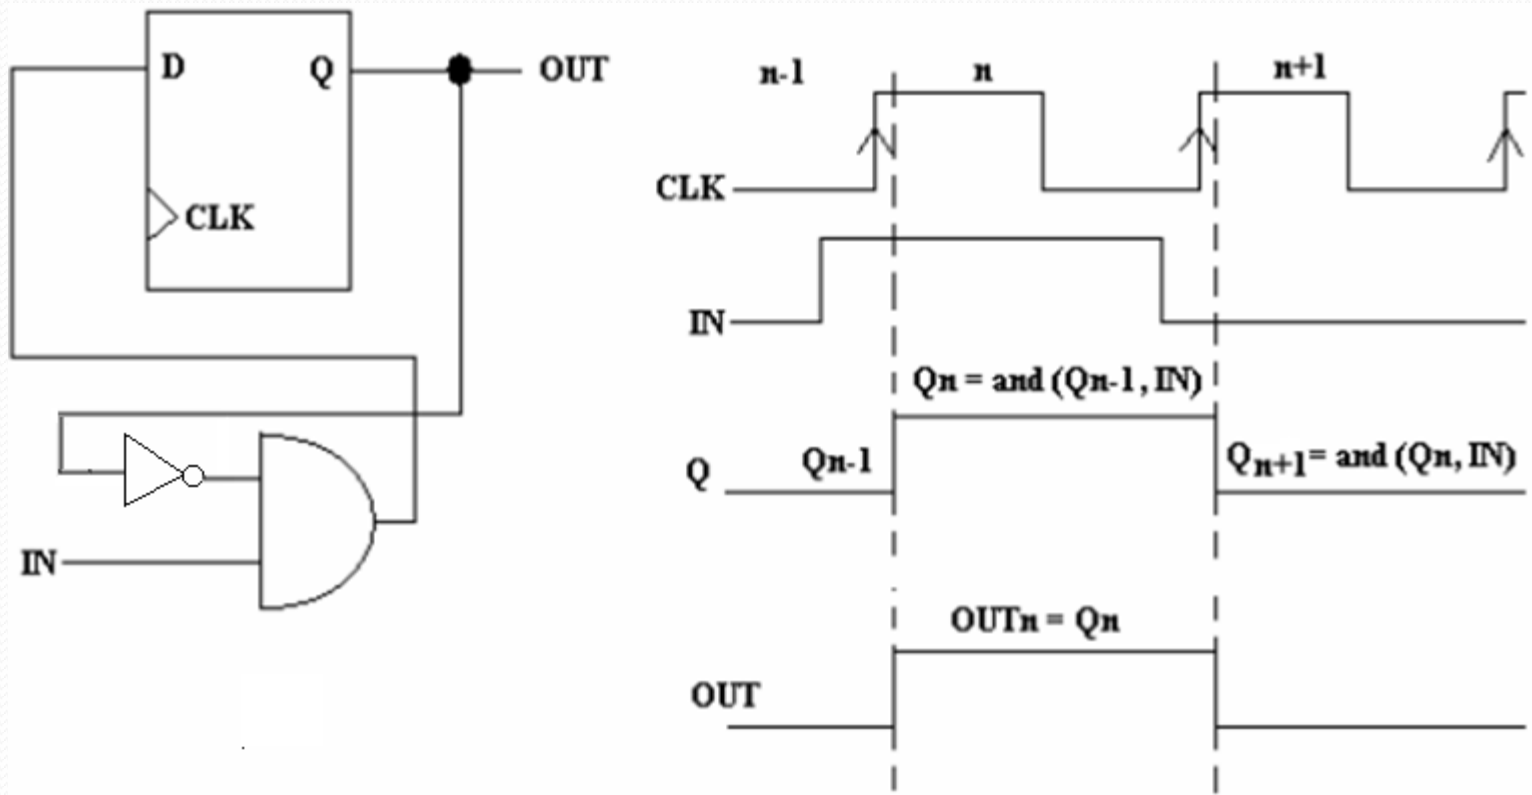 D Q OUT
CLK
IN
n-1 n n+1
CLK
IN
Qn = and (Qn-1, IN)
Q Qn-1 Qn+1 = and (Qn, IN)
OUTn = Qn
OUT